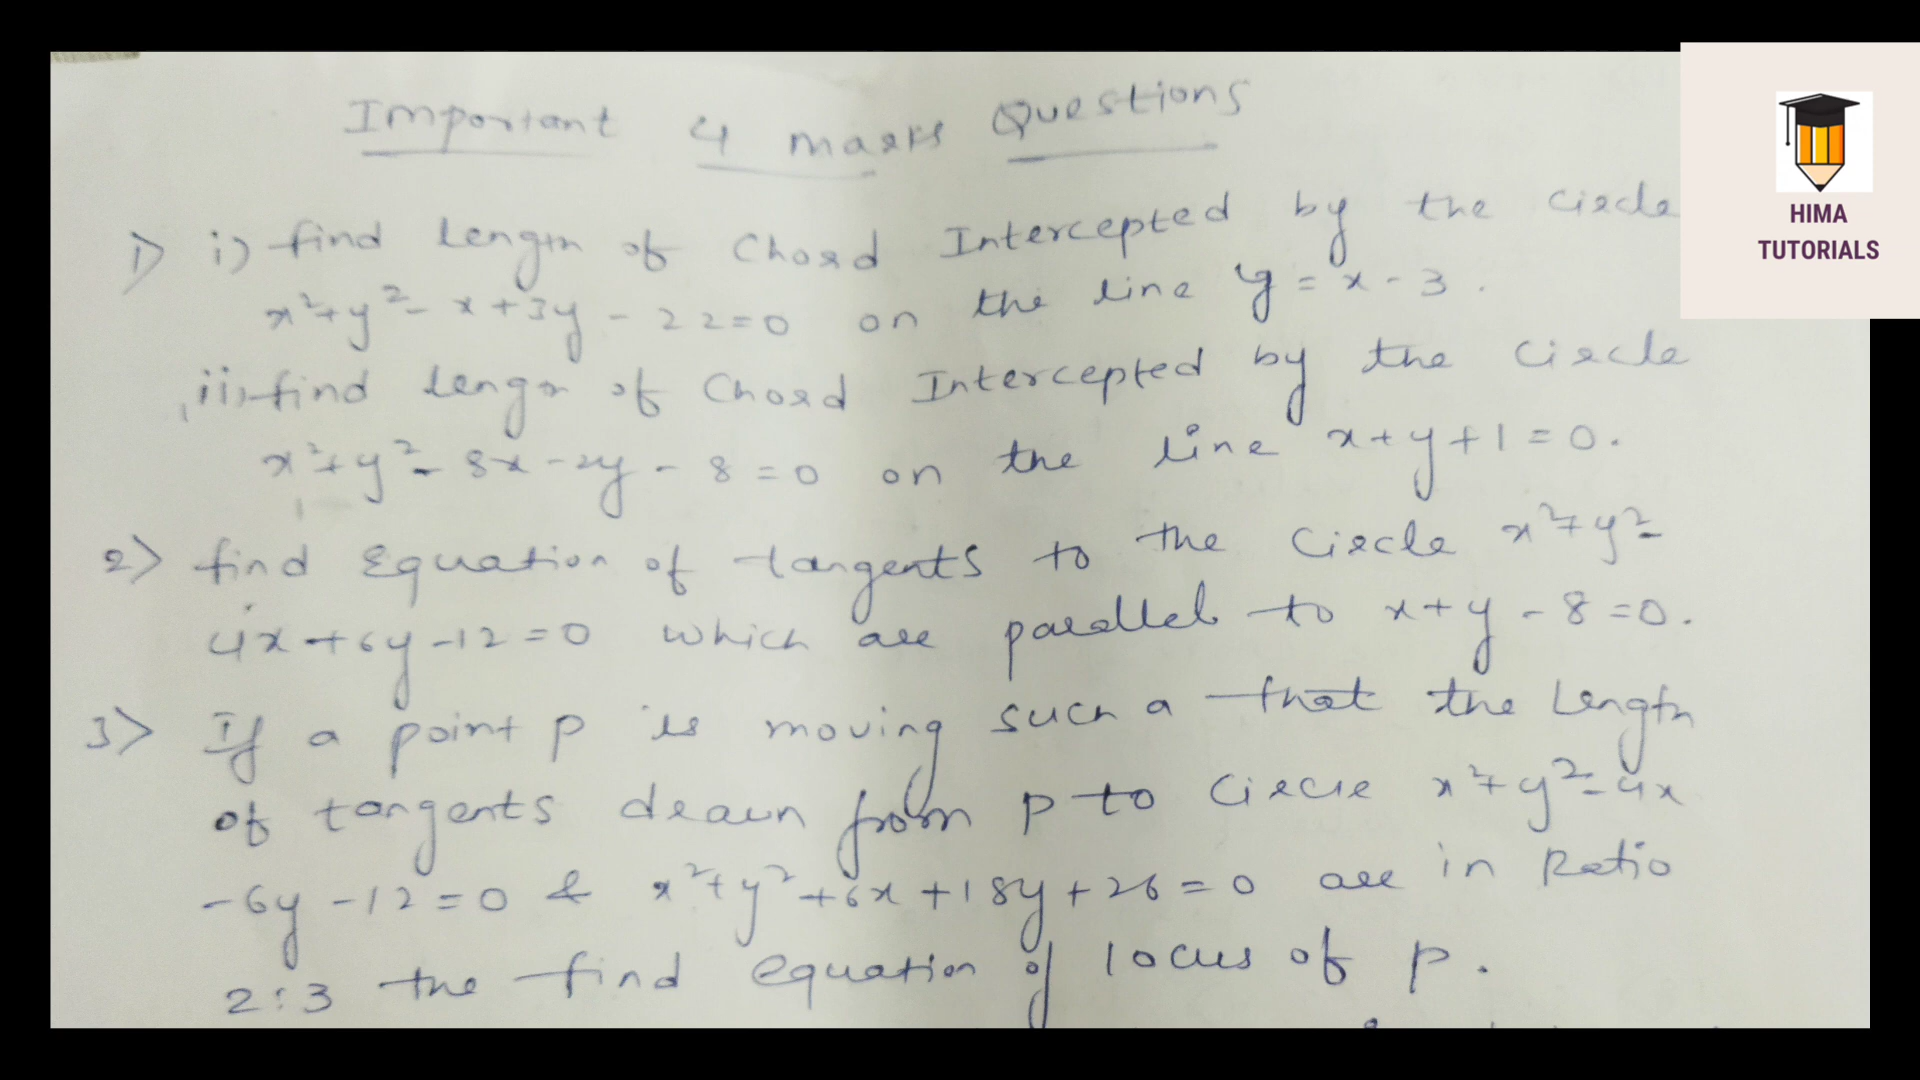 Important 4 marks Questions
1) i) find Length of Chord Intercepted by the circle
x²+y²-x+3y-22=0 on the line y=x-3.
ii) find lengh of Chord Intercepted by the circle
x²+y²-8x-2y-8=0 on the line x+y+1=0.
2) find Equation of tangents to the Circle x²+y²-
4x+6y-12=0 which are parallel to x+y-8=0.
3) If a point p is moving such a that the Length
of tangents drawn from p to Circle x²+y²-4x
-6y-12=0 & x²+y²+6x+18y+26=0 are in Ratio
2:3 the find equation of locus of p.
HIMA
TUTORIALS